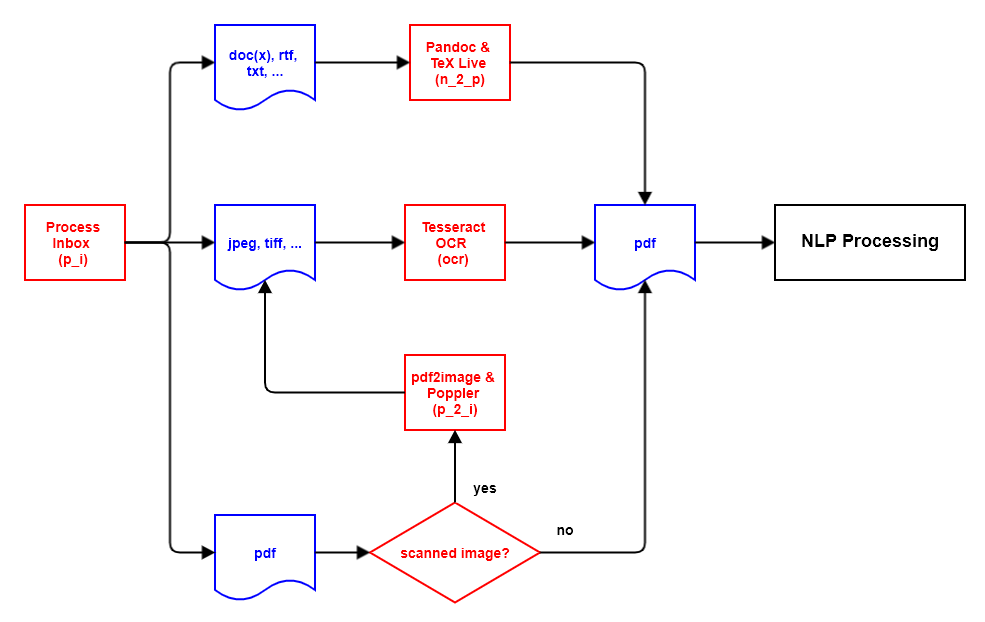 doc(x), rtf,
txt, ...
Pandoc &
TeX Live
(n_2_p)
Process
Inbox
(p_i)
jpeg, tiff, ...
Tesseract
OCR
(ocr)
pdf
NLP Processing
pdf2image &
Poppler
(p_2_i)
yes
no
pdf
scanned image?